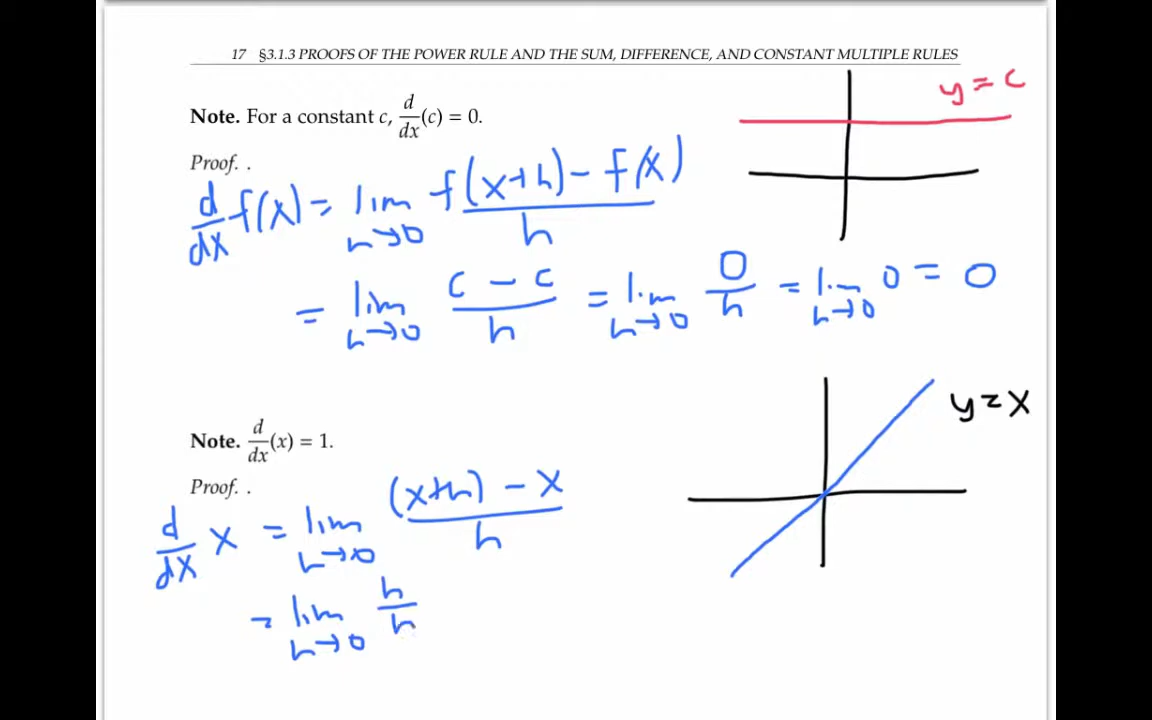 17 §3.1.3 PROOFS OF THE POWER RULE AND THE SUM, DIFFERENCE, AND CONSTANT MULTIPLE RULES
y = c
Note. For a constant c, d/dx (c) = 0.
Proof. .
d/dx f(x) = lim h→0 f(x+h) - f(x) / h
= lim h→0 c - c / h = lim h→0 0/h = lim h→0 0 = 0
y = x
Note. d/dx (x) = 1.
Proof. .
d/dx x = lim h→0 (x+h) - x / h
= lim h→0 h/h